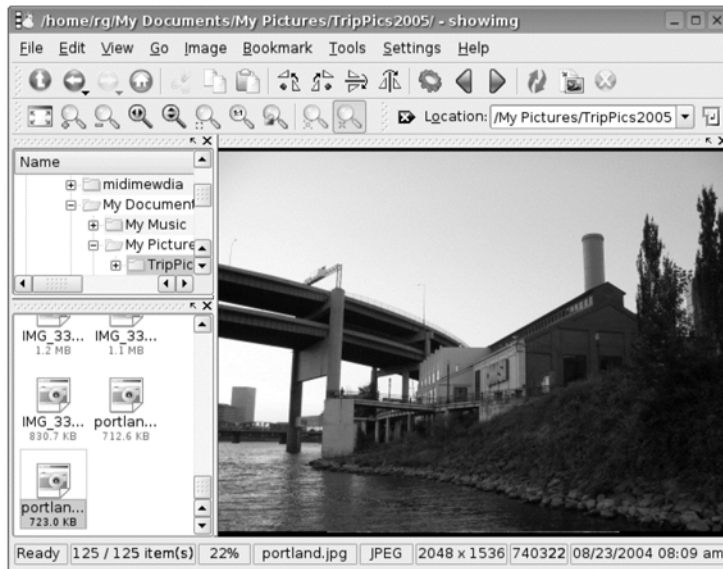 /home/rg/My Documents/My Pictures/TripPics2005/ - showimg
File Edit View Go Image Bookmark Tools Settings Help
1:1
Location: /My Pictures/TripPics2005
Name
midimewdia
My Document
My Music
My Picture
TripPic
IMG_33... IMG_33...
1.2 MB 1.1 MB
IMG_33... portlan...
830.7 KB 712.6 KB
portlan...
723.0 KB
Ready 125 / 125 item(s) 22% portland.jpg JPEG 2048 x 1536 740322 08/23/2004 08:09 am